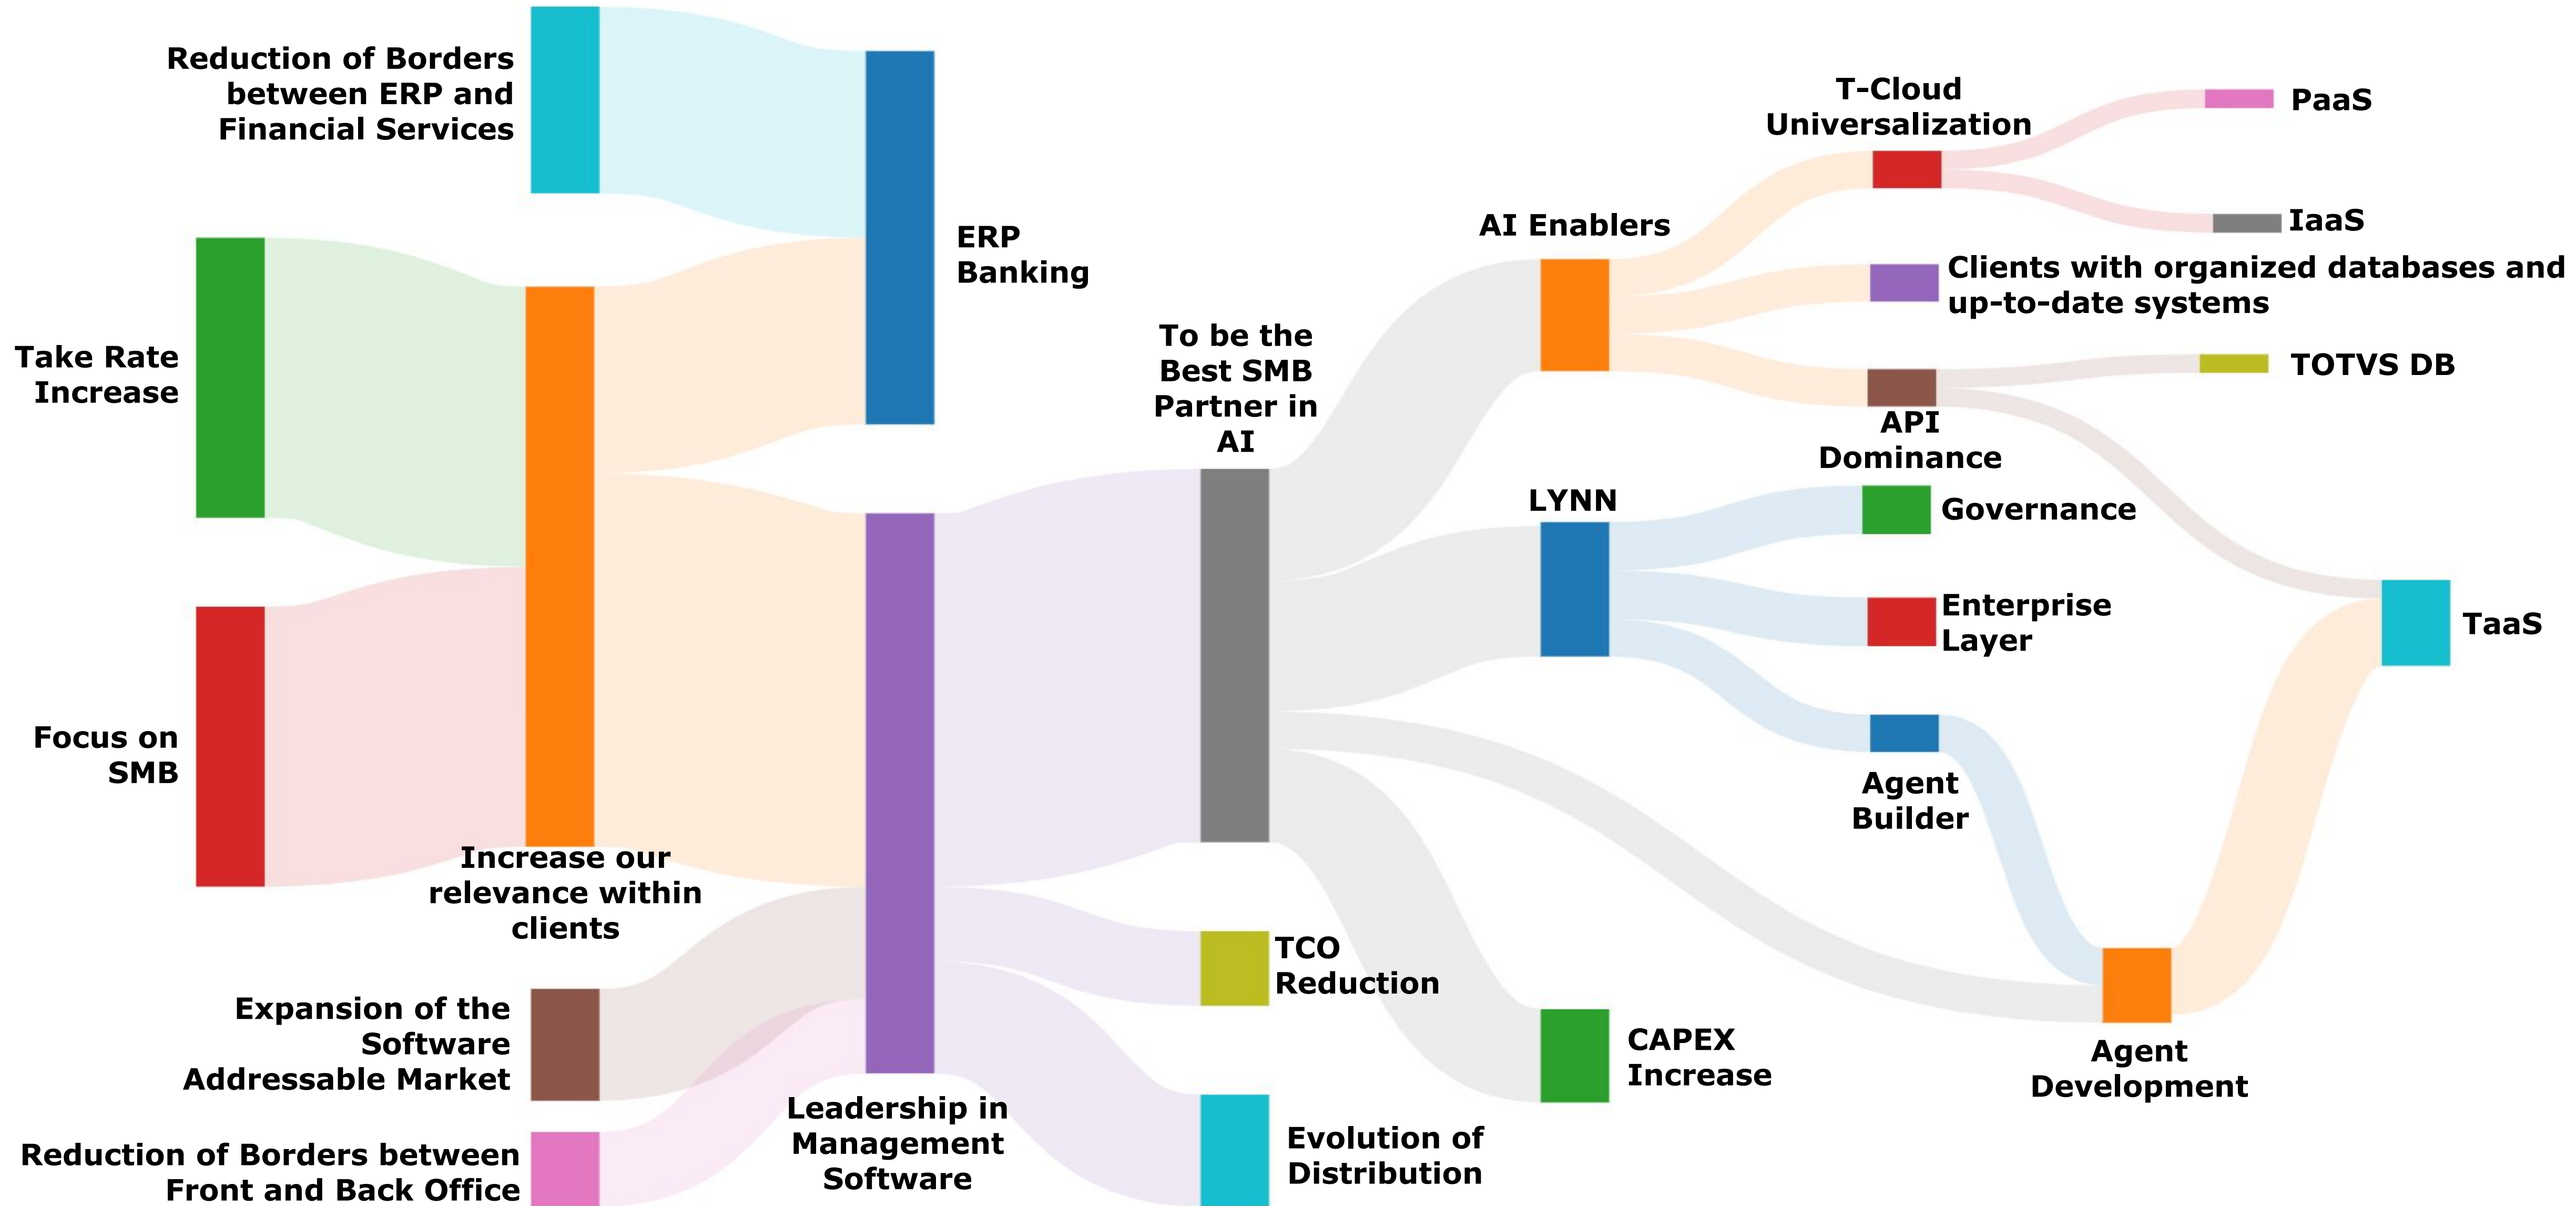 Reduction of Borders
between ERP and
Financial Services
Take Rate
Increase
Focus on
SMB
Increase our
relevance within
clients
Expansion of the
Software
Addressable Market
Reduction of Borders between
Front and Back Office
ERP
Banking
Leadership in
Management
Software
To be the
Best SMB
Partner in
AI
TCO
Reduction
Evolution of
Distribution
AI Enablers
LYNN
CAPEX
Increase
T-Cloud
Universalization
Clients with organized databases and
up-to-date systems
API
Dominance
Governance
Enterprise
Layer
Agent
Builder
Agent
Development
PaaS
IaaS
TOTVS DB
TaaS